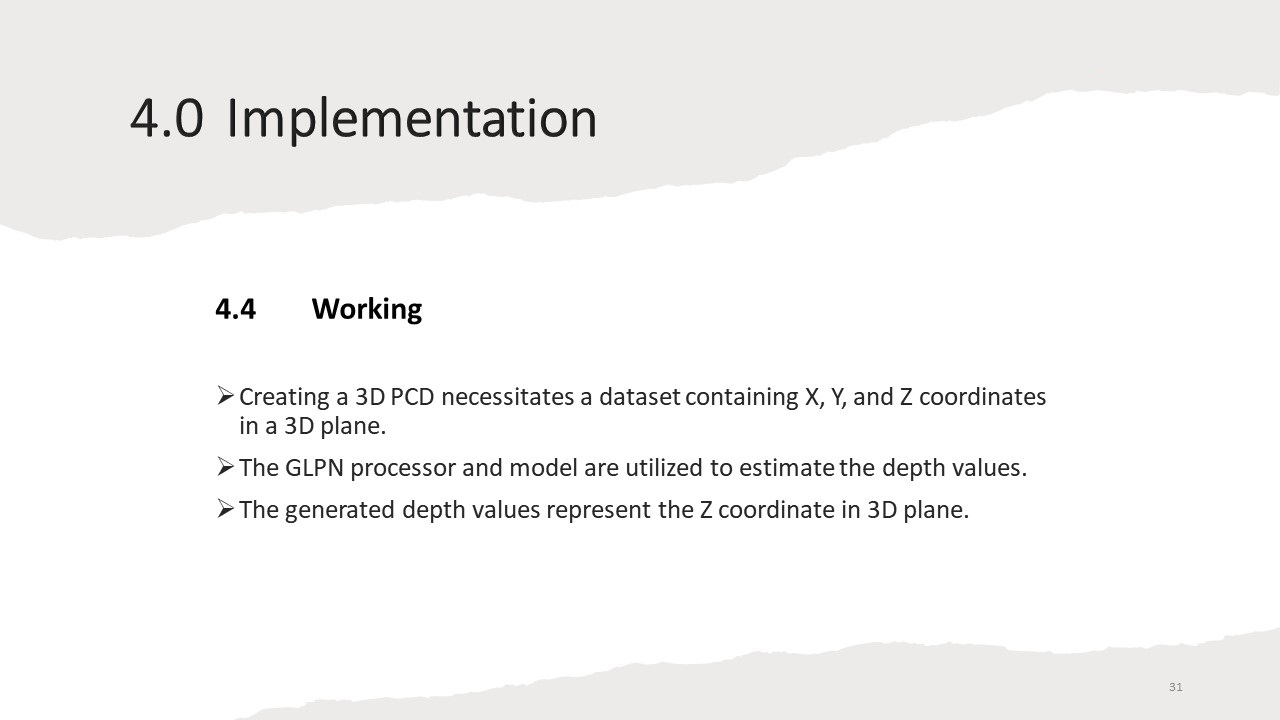 4.0 Implementation
4.4 Working
➢ Creating a 3D PCD necessitates a dataset containing X, Y, and Z coordinates
in a 3D plane.
➢ The GLPN processor and model are utilized to estimate the depth values.
➢ The generated depth values represent the Z coordinate in 3D plane.
31